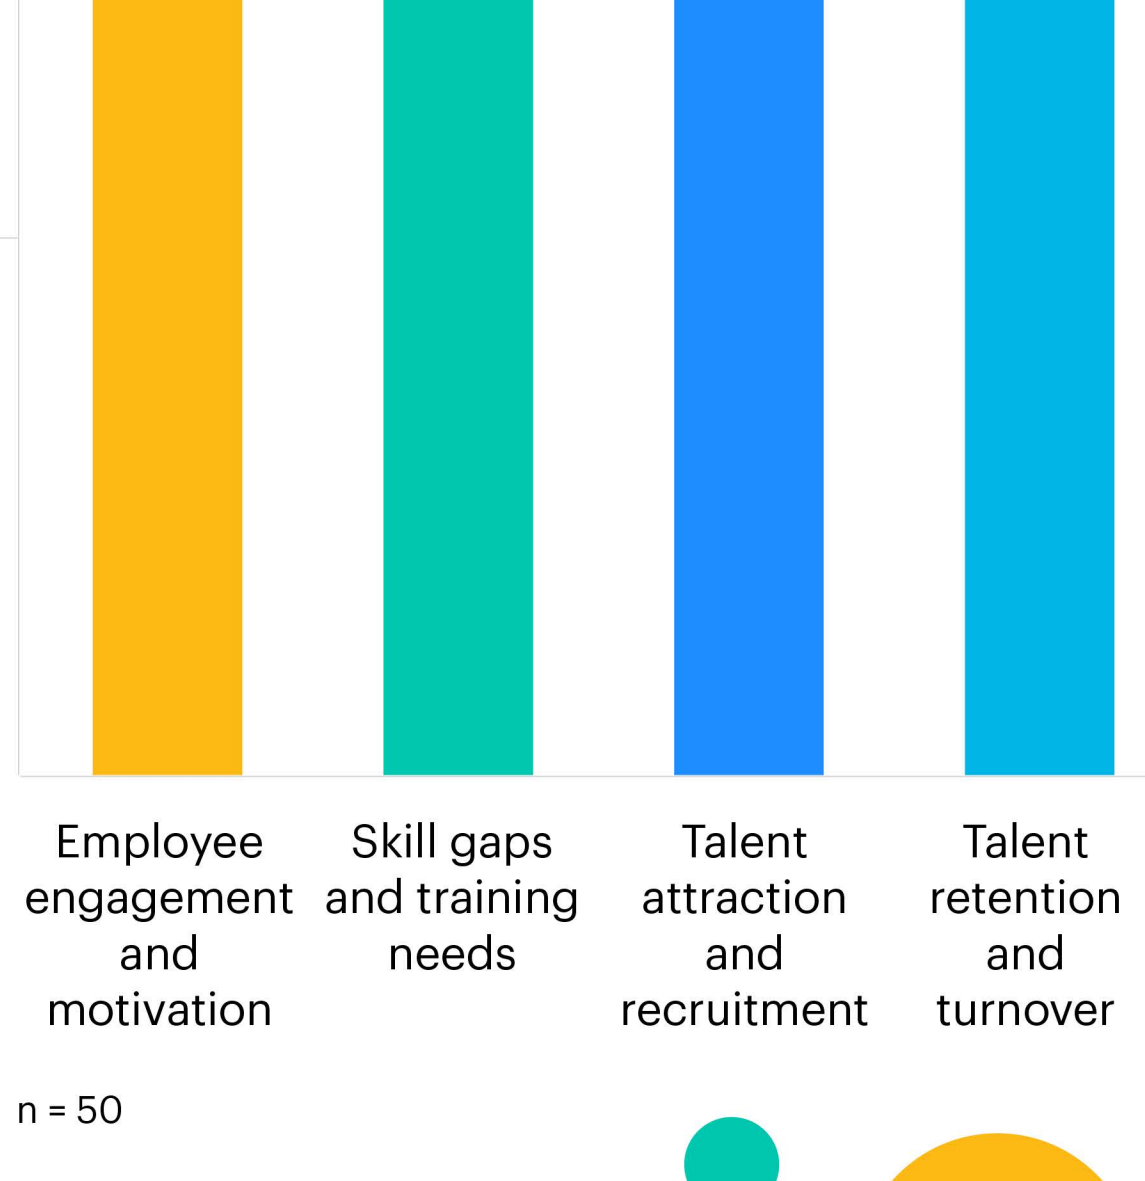 Employee
engagement
and
motivation
Skill gaps
and training
needs
Talent
attraction
and
recruitment
Talent
retention
and
turnover
n = 50